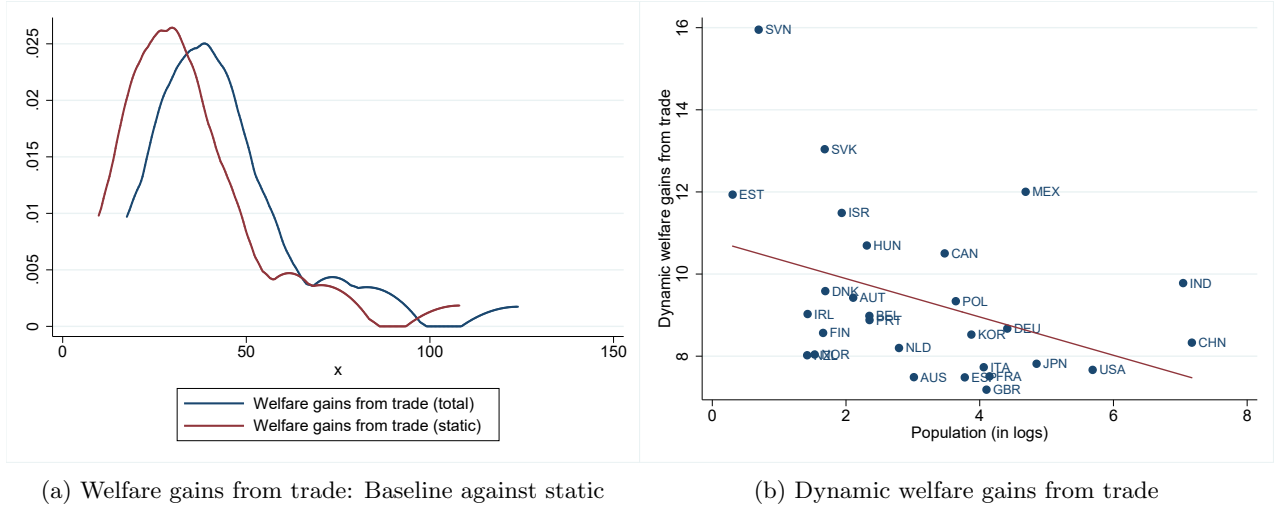 .025
.02
.015
.01
.005
0
0 50 100 150
x
Welfare gains from trade (total)
Welfare gains from trade (static)
(a) Welfare gains from trade: Baseline against static
Dynamic welfare gains from trade
16
14
12
10
8
SVN
SVK
EST
MEX
ISR
HUN
CAN
IND
DNK
AUT
POL
IRL
BEL
PRT
DEU
FIN
KOR
CHN
NLD
NZL
NOR
ITA
JPN
USA
AUS
ESP
FRA
GBR
0 2 4 6 8
Population (in logs)
(b) Dynamic welfare gains from trade